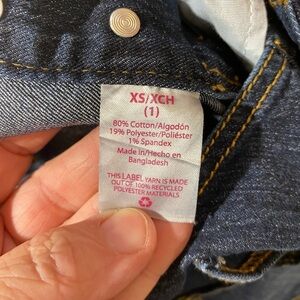 XS/XCH
(1)
80% Cotton/Algodón
19% Polyester/Poliéster
1% Spandex
Made in/Hecho en
Bangladesh
THIS LABEL YARN IS MADE
OUT OF 100% RECYCLED
POLYESTER MATERIALS